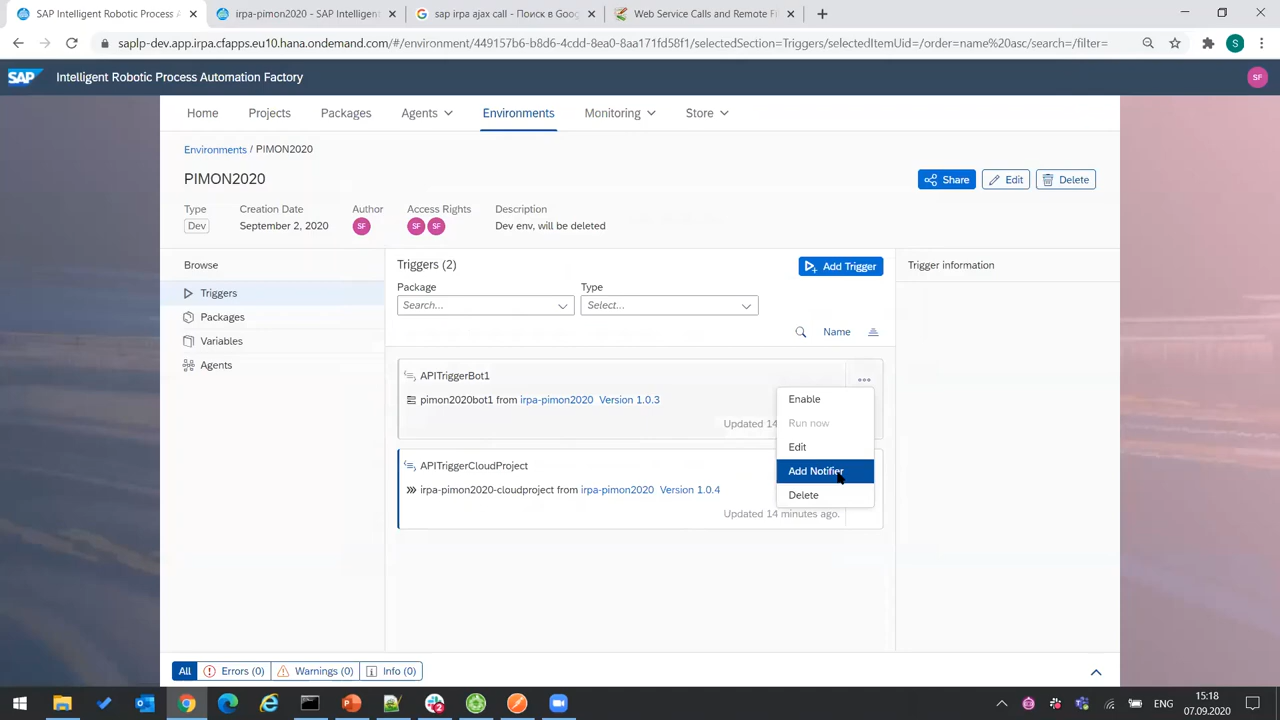 SAP Intelligent Robotic Process A
irpa-pimon2020 - SAP Intelligent
sap irpa ajax call - Поиск в Goog
Web Service Calls and Remote Fi
saplp-dev.app.irpa.cfapps.eu10.hana.ondemand.com/#/environment/449157b6-bfd6-4cdd-8ea0-8aa171fd58f1/selectedSection=Triggers/selectedItemUid=/order=name%20asc/search=/filter=
S
SAP Intelligent Robotic Process Automation Factory
SF
Home Projects Packages Agents Environments Monitoring Store
Environments / PIMON2020
PIMON2020
Share Edit Delete
Type Creation Date Author Access Rights Description
Dev September 2, 2020 SF SF SF Dev env, will be deleted
Browse
Triggers
Packages
Variables
Agents
Triggers (2)
Add Trigger
Package Type
Search... Select...
Name
APITriggerBot1
pimon2020bot1 from irpa-pimon2020 Version 1.0.3
Updated 14
APITriggerCloudProject
irpa-pimon2020-cloudproject from irpa-pimon2020 Version 1.0.4
Updated 14 minutes ago.
Enable
Run now
Edit
Add Notifier
Delete
Trigger information
All Errors (0) Warnings (0) Info (0)
ENG
15:18
07.09.2020